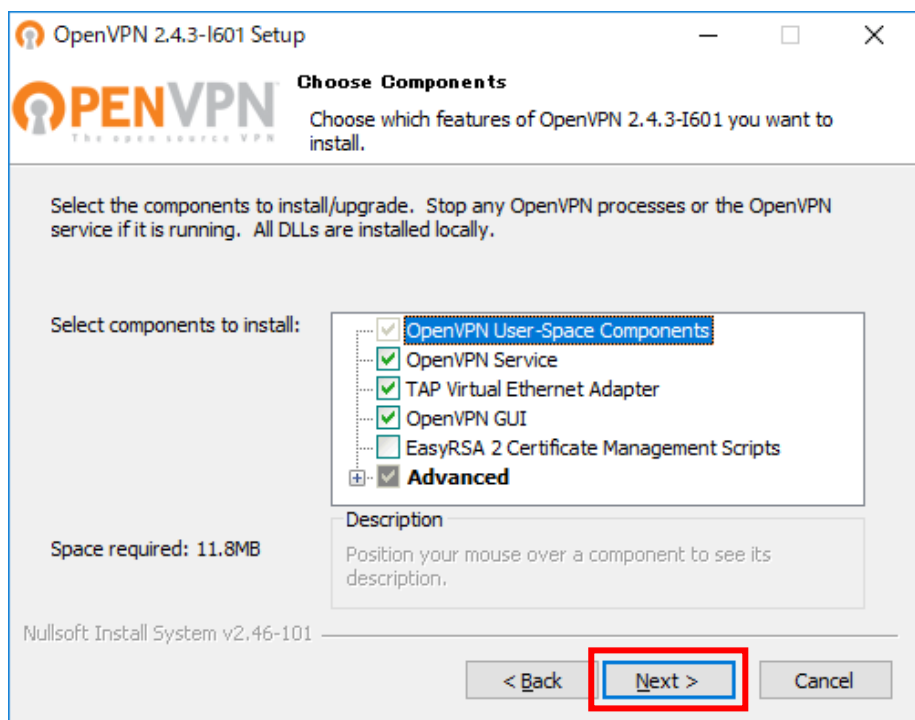 OpenVPN 2.4.3-I601 Setup
OPENVPN
The open source VPN
Choose Components
Choose which features of OpenVPN 2.4.3-I601 you want to
install.
Select the components to install/upgrade. Stop any OpenVPN processes or the OpenVPN
service if it is running. All DLLs are installed locally.
Select components to install:
OpenVPN User-Space Components
OpenVPN Service
TAP Virtual Ethernet Adapter
OpenVPN GUI
EasyRSA 2 Certificate Management Scripts
Advanced
Space required: 11.8MB
Description
Position your mouse over a component to see its
description.
Nullsoft Install System v2.46-101
< Back
Next >
Cancel